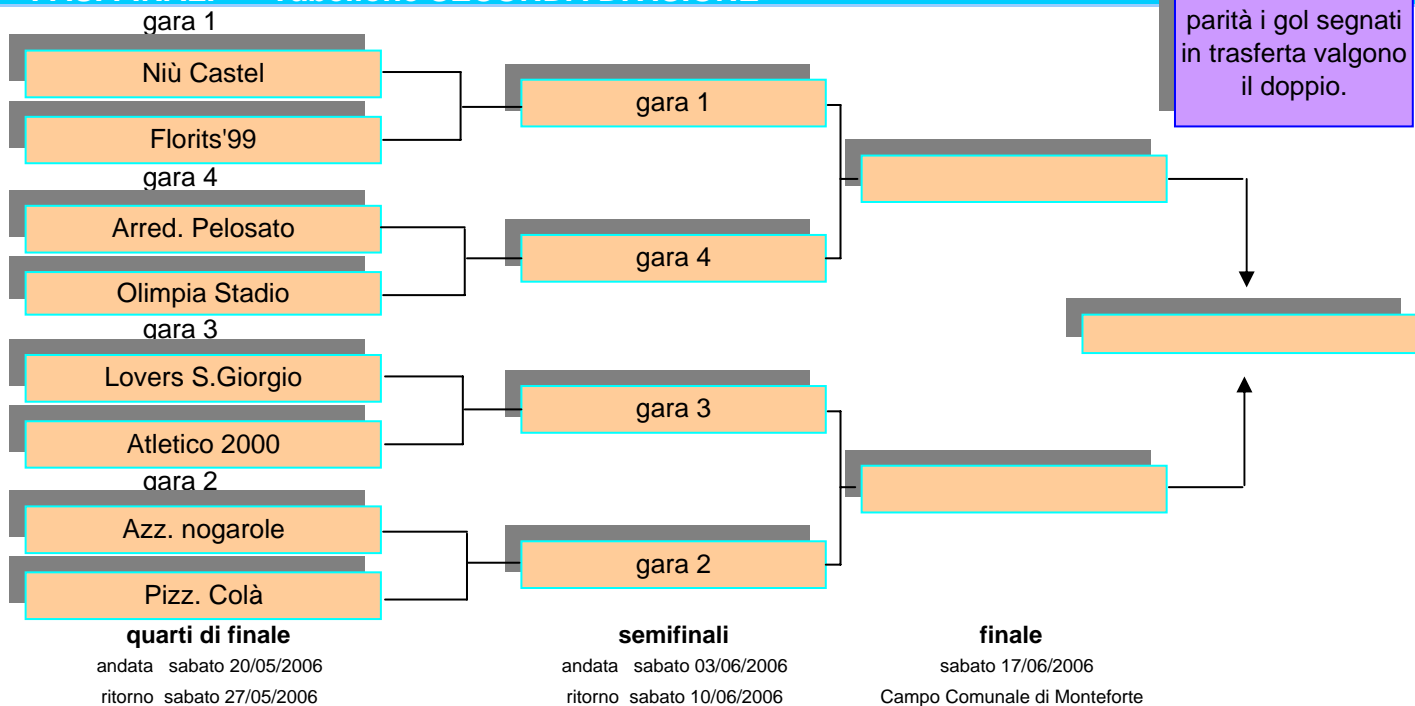 gara 1
Niù Castel
Florits'99
gara 4
Arred. Pelosato
Olimpia Stadio
gara 3
Lovers S.Giorgio
Atletico 2000
gara 2
Azz. nogarole
Pizz. Colà
gara 1
gara 4
gara 3
gara 2
parità i gol segnati
in trasferta valgono
il doppio.
quarti di finale
andata sabato 20/05/2006
ritorno sabato 27/05/2006
semifinali
andata sabato 03/06/2006
ritorno sabato 10/06/2006
finale
sabato 17/06/2006
Campo Comunale di Monteforte